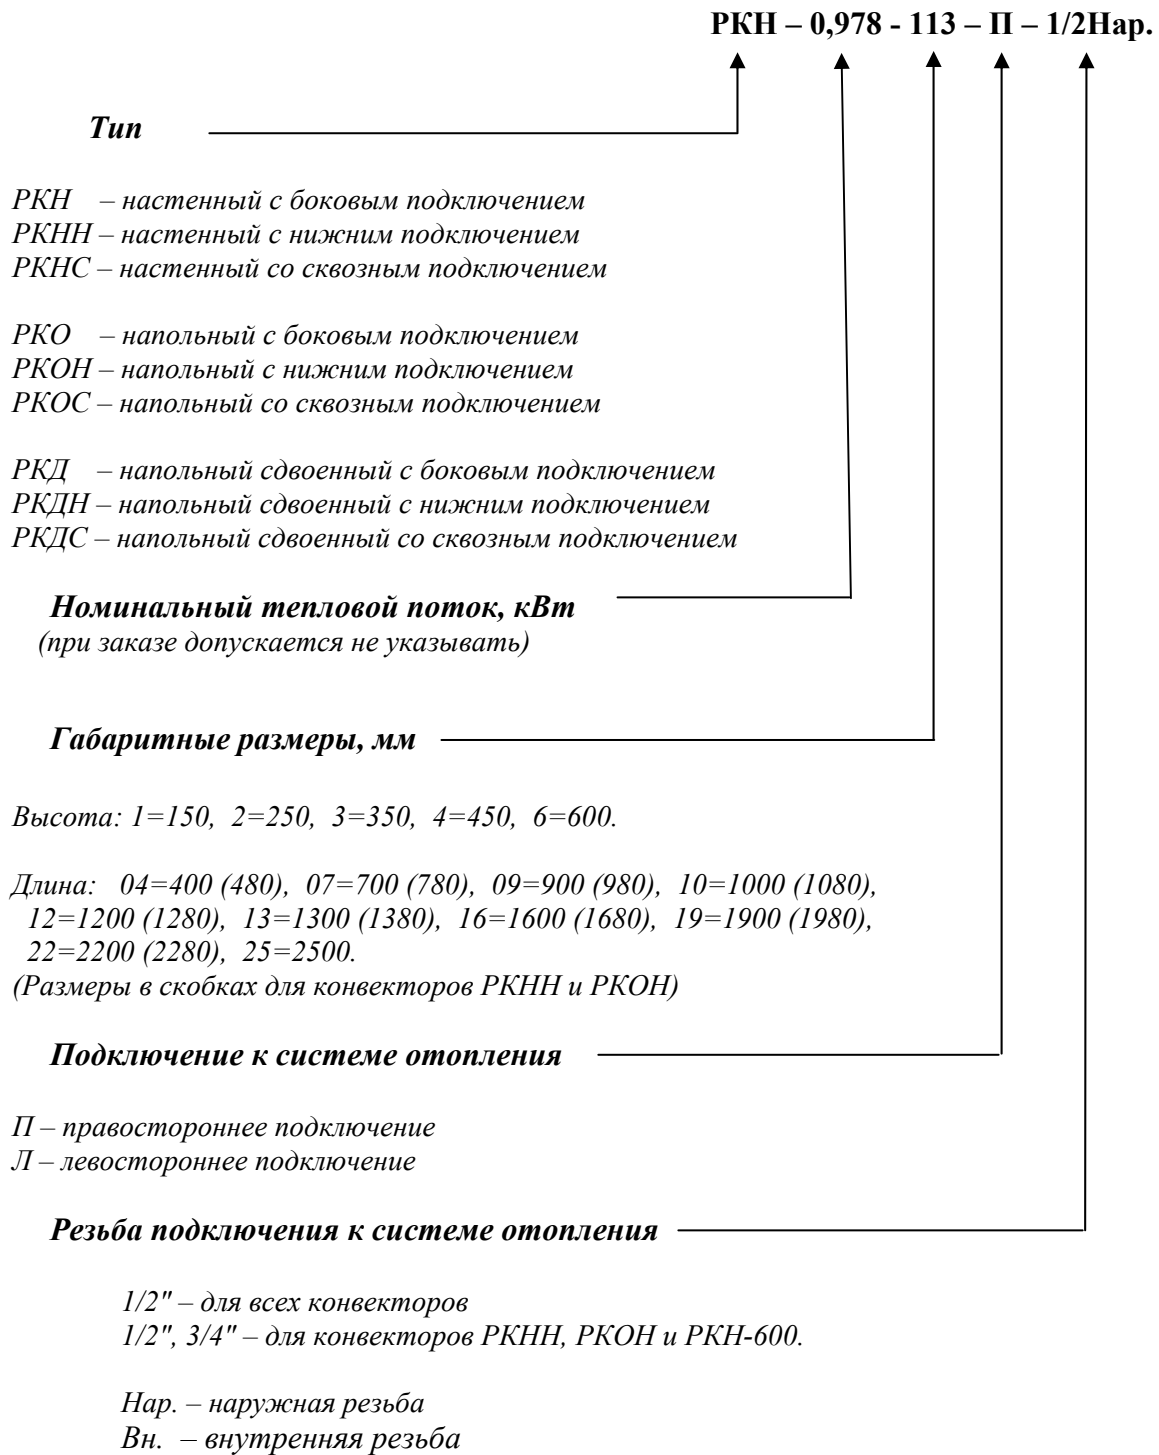 РКН – 0,978 - 113 – П – 1/2Нар.
Тип
РКН – настенный с боковым подключением
РКНН – настенный с нижним подключением
РКНС – настенный со сквозным подключением
РКО – напольный с боковым подключением
РКОН – напольный с нижним подключением
РКОС – напольный со сквозным подключением
РКД – напольный сдвоенный с боковым подключением
РКДН – напольный сдвоенный с нижним подключением
РКДС – напольный сдвоенный со сквозным подключением
Номинальный тепловой поток, кВт
(при заказе допускается не указывать)
Габаритные размеры, мм
Высота: 1=150, 2=250, 3=350, 4=450, 6=600.
Длина: 04=400 (480), 07=700 (780), 09=900 (980), 10=1000 (1080),
12=1200 (1280), 13=1300 (1380), 16=1600 (1680), 19=1900 (1980),
22=2200 (2280), 25=2500.
(Размеры в скобках для конвекторов РКНН и РКОН)
Подключение к системе отопления
П – правостороннее подключение
Л – левостороннее подключение
Резьба подключения к системе отопления
1/2" – для всех конвекторов
1/2", 3/4" – для конвекторов РКНН, РКОН и РКН-600.
Нар. – наружная резьба
Вн. – внутренняя резьба